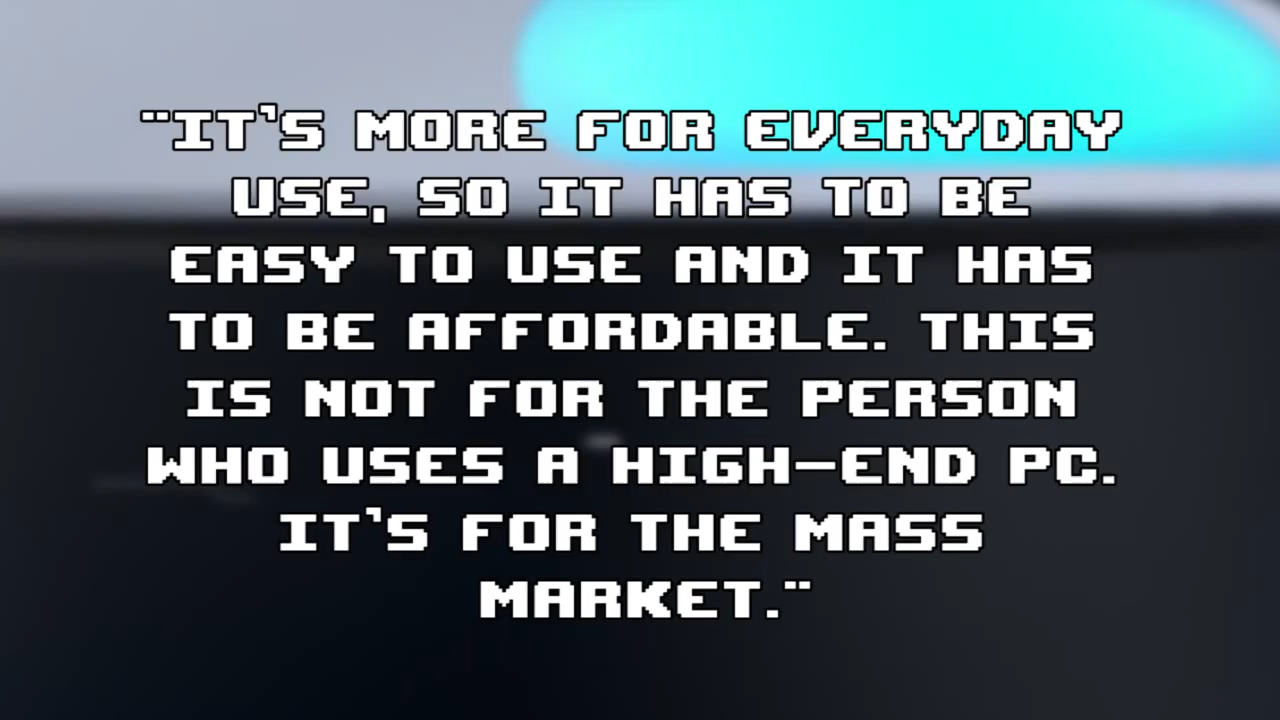 "IT'S MORE FOR EVERYDAY
USE, SO IT HAS TO BE
EASY TO USE AND IT HAS
TO BE AFFORDABLE. THIS
IS NOT FOR THE PERSON
WHO USES A HIGH-END PC.
IT'S FOR THE MASS
MARKET."